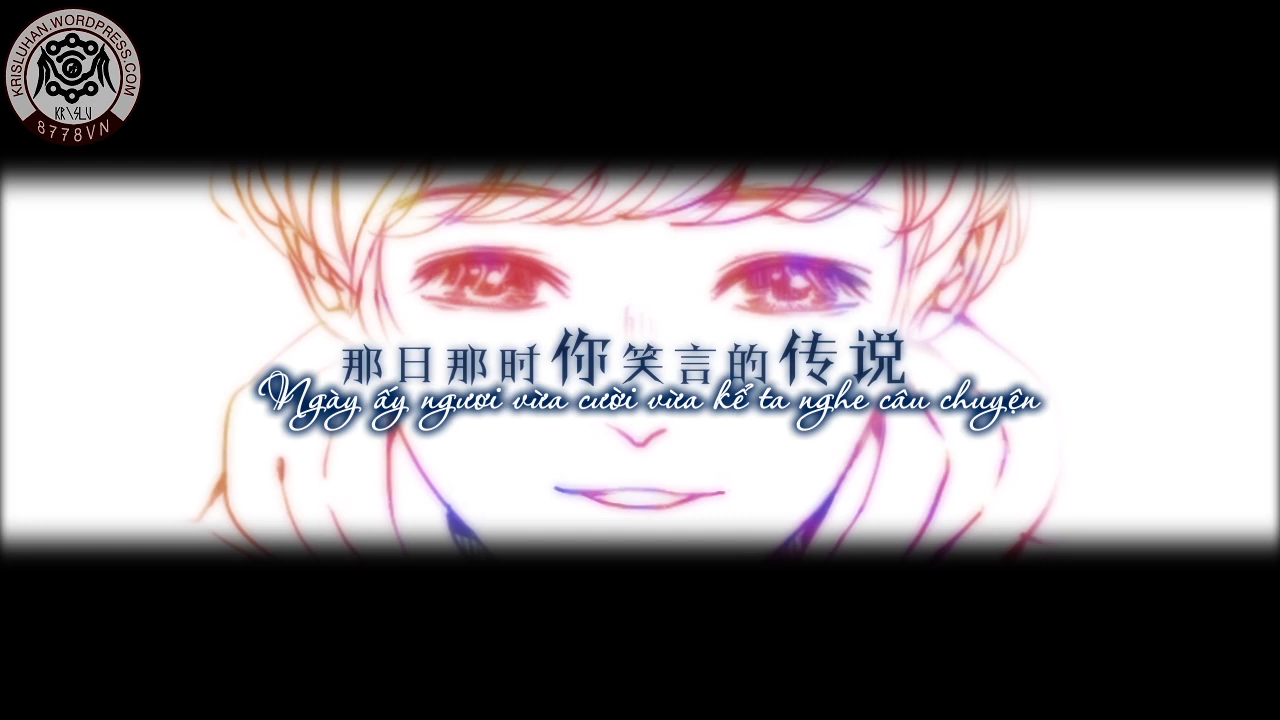 KRISLUHAN.WORDPRESS.COM
KRISLU
8778VN
那日那时你笑言的传说
Ngày ấy ngươi vừa cười vừa kể ta nghe câu chuyện